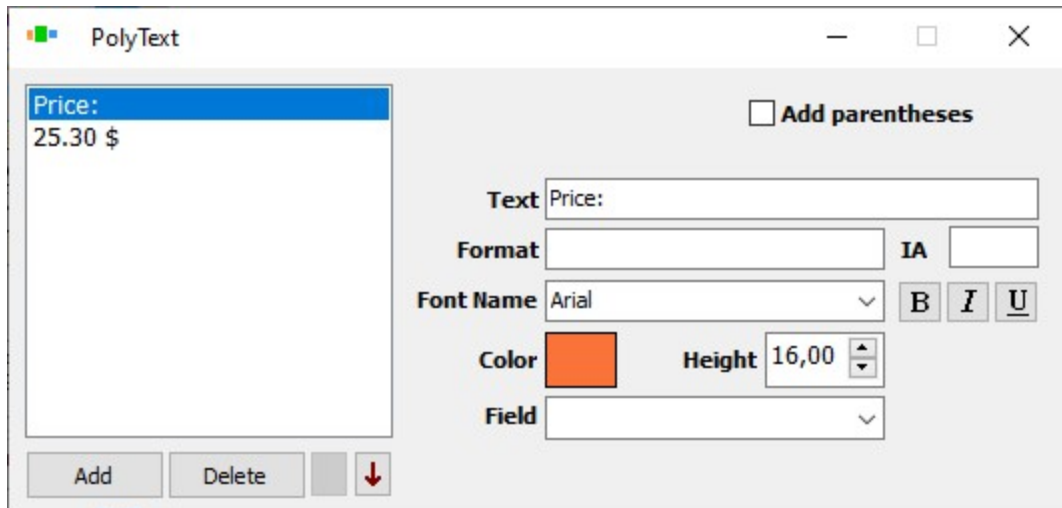 PolyText
Price:
25.30 $
Add parentheses
Text Price:
Format IA
Font Name Arial B I U
Color Height 16,00
Field
Add Delete